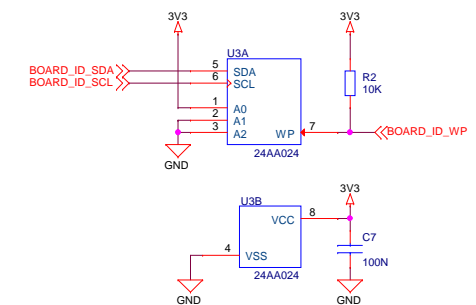 3V3
3V3
U3A
BOARD_ID_SDA
5
SDA
BOARD_ID_SCL
6
SCL
R2
10K
1
A0
2
A1
3
A2
WP
7
BOARD_ID_WP
GND
24AA024
3V3
U3B
VCC
8
C7
4
VSS
100N
24AA024
GND
GND